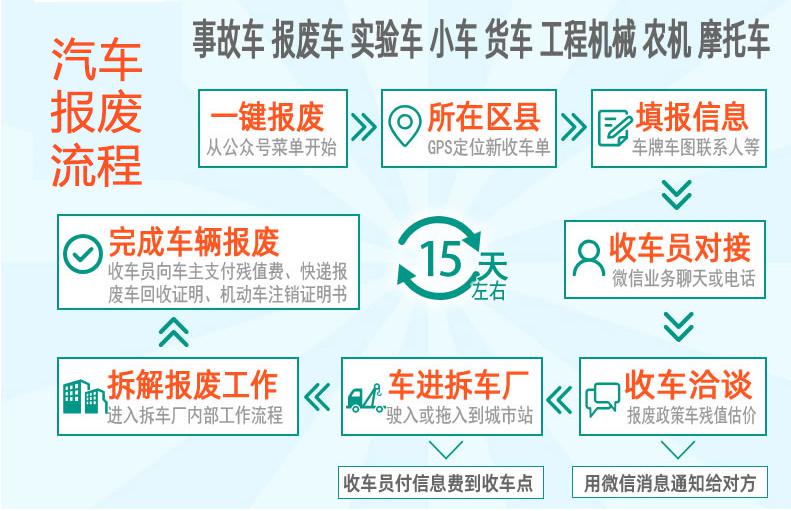 汽车
报废
流程
事故车 报废车 实验车 小车 货车 工程机械 农机 摩托车
一键报废
从公众号菜单开始
所在区县
GPS定位新收车单
填报信息
车牌车图联系人等
收车员对接
微信业务聊天或电话
收车洽谈
报废政策车残值估价
用微信消息通知给对方
车进拆车厂
驶入或拖入到城市站
收车员付信息费到收车点
拆解报废工作
进入拆车厂内部工作流程
完成车辆报废
收车员向车主支付残值费、快递报
废车回收证明、机动车注销证明书
15天
左右